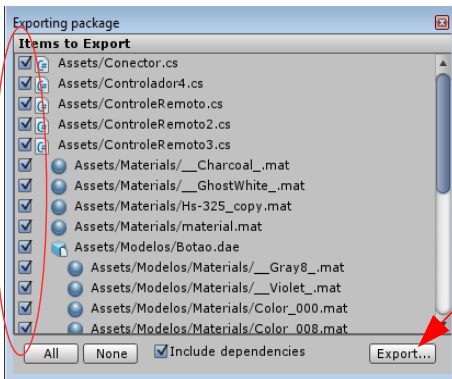 Exporting package
Items to Export
Assets/Conector.cs
Assets/Controlador4.cs
Assets/ControleRemoto.cs
Assets/ControleRemoto2.cs
Assets/ControleRemoto3.cs
Assets/Materials/__Charcoal_.mat
Assets/Materials/__GhostWhite_.mat
Assets/Materials/Hs-325_copy.mat
Assets/Materials/material.mat
Assets/Modelos/Botao.dae
Assets/Modelos/Materials/__Gray8_.mat
Assets/Modelos/Materials/__Violet_.mat
Assets/Modelos/Materials/Color_000.mat
Assets/Modelos/Materials/Color_008.mat
All None Include dependencies Export...